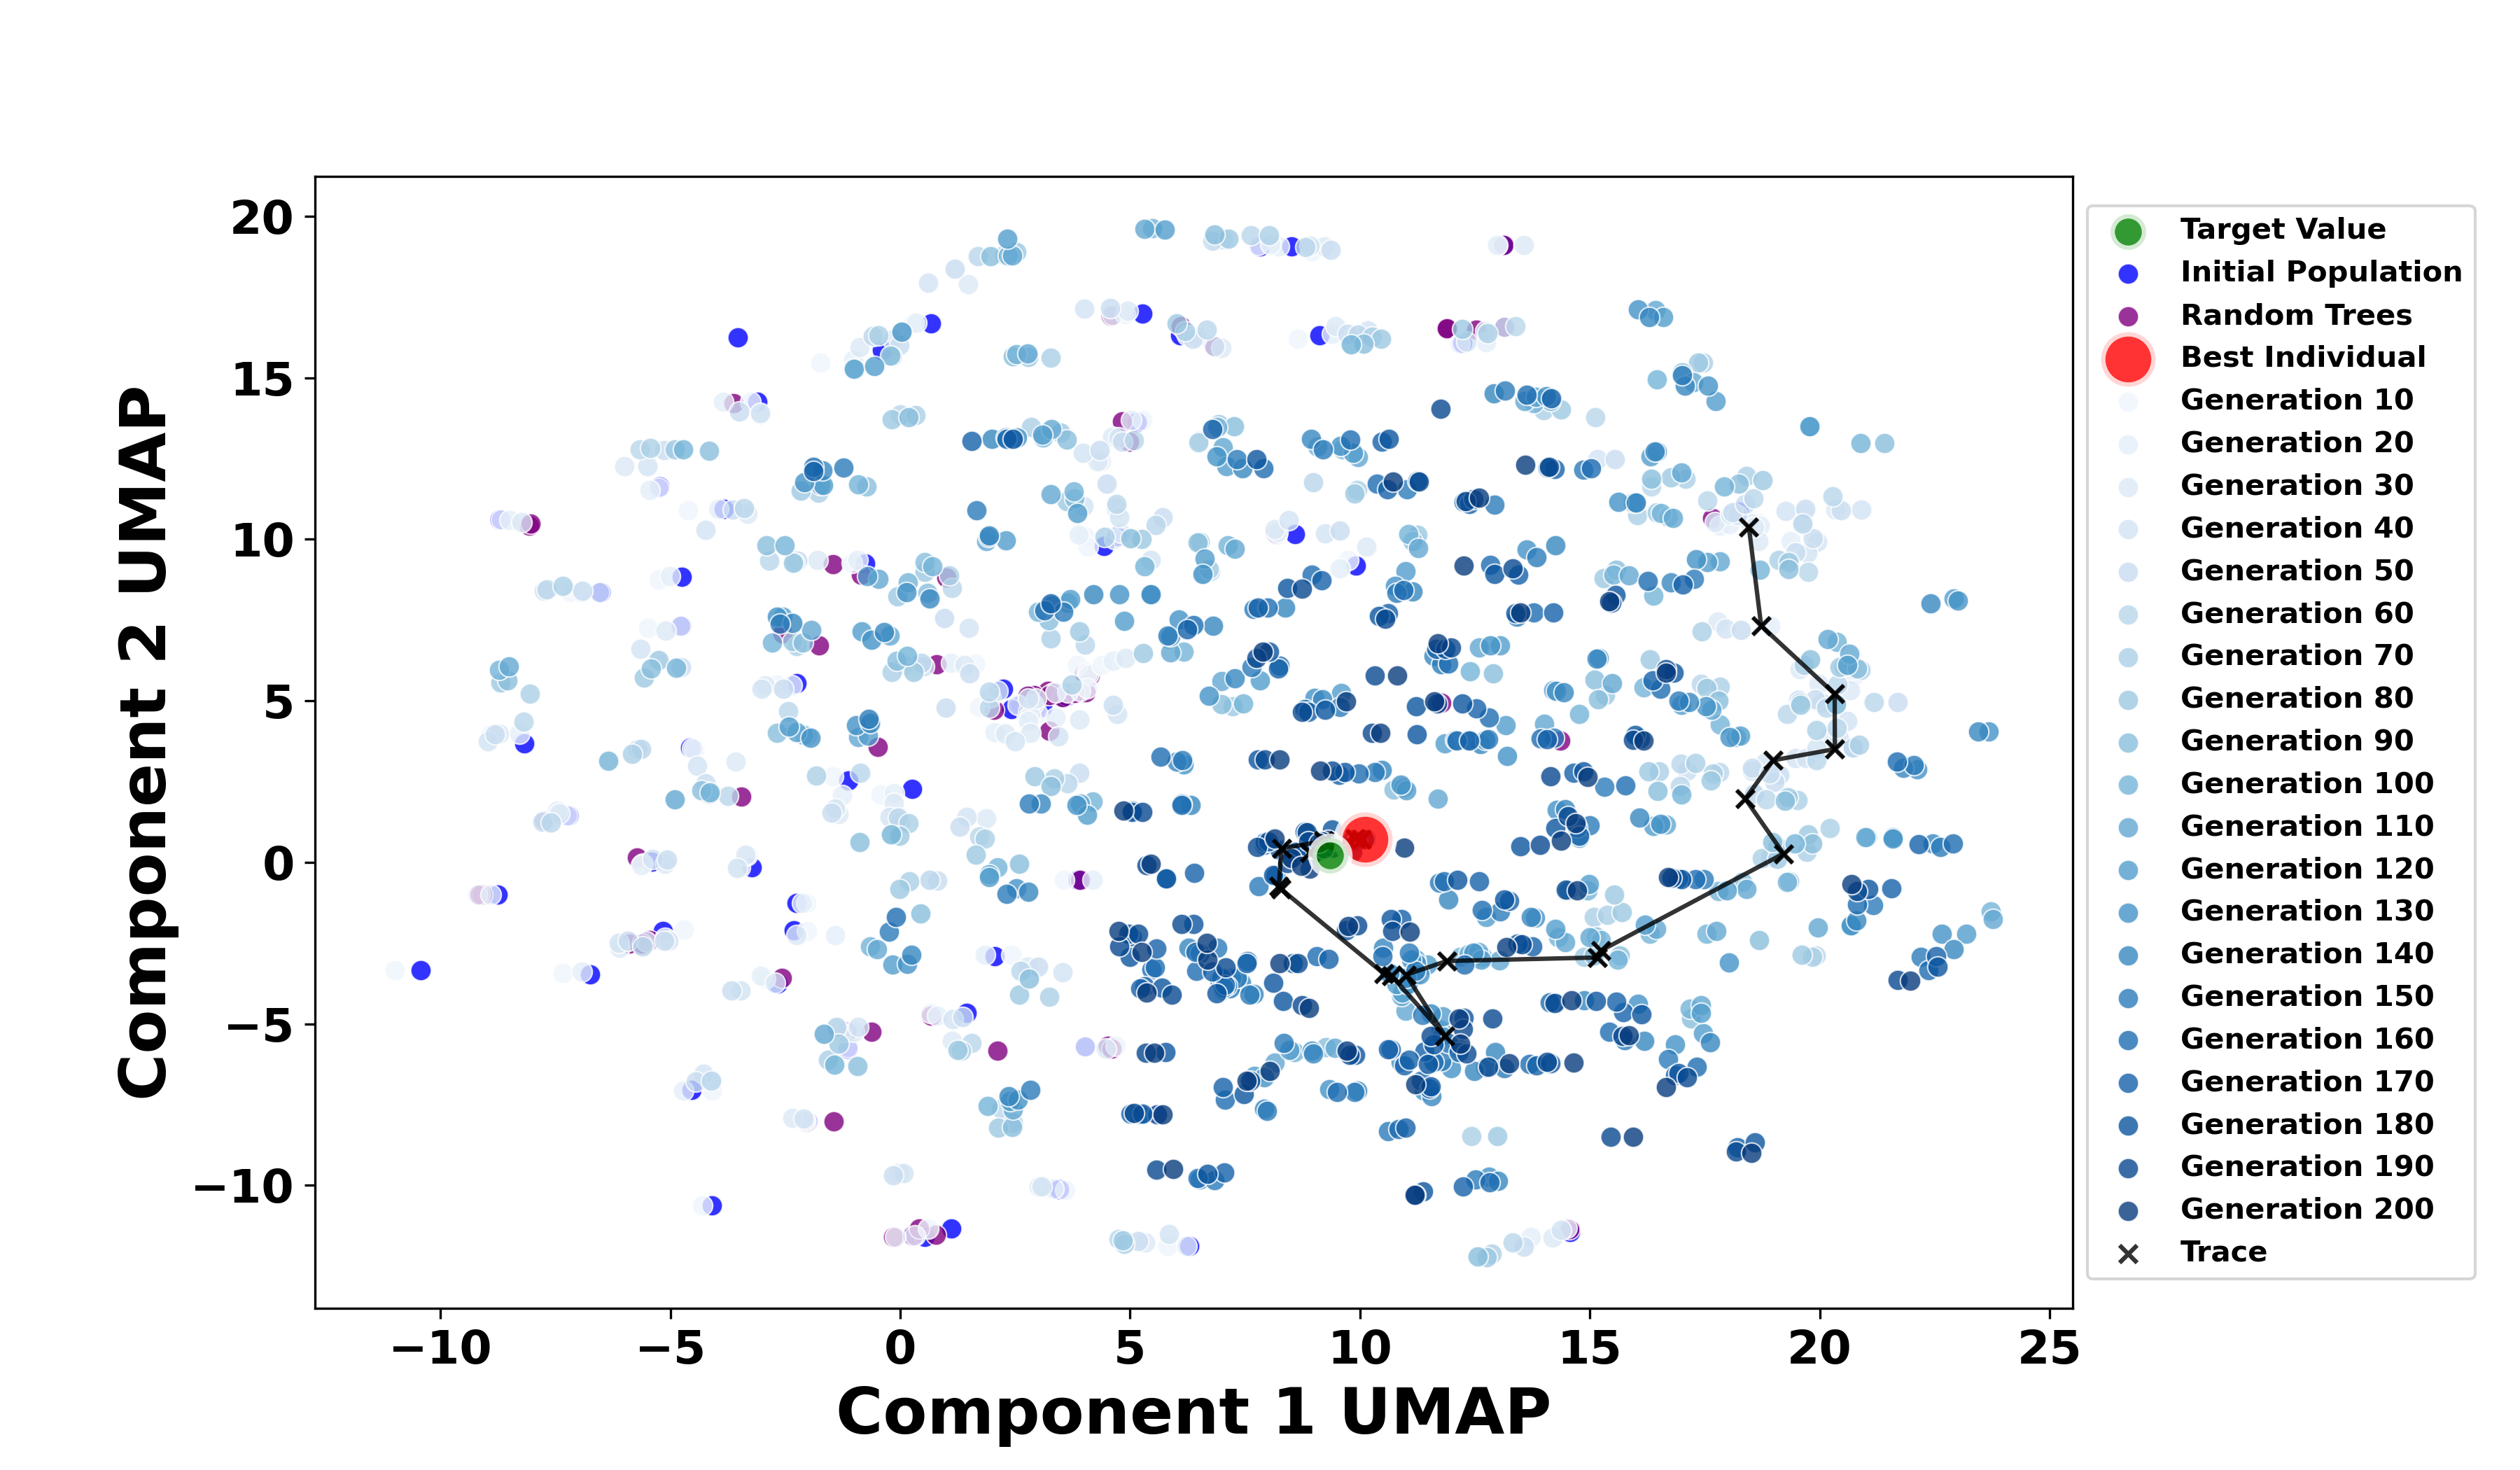 Component 2 UMAP
20
15
10
5
0
−5
−10
−10
−5
0
5
10
15
20
25
Component 1 UMAP
Target Value
Initial Population
Random Trees
Best Individual
Generation 10
Generation 20
Generation 30
Generation 40
Generation 50
Generation 60
Generation 70
Generation 80
Generation 90
Generation 100
Generation 110
Generation 120
Generation 130
Generation 140
Generation 150
Generation 160
Generation 170
Generation 180
Generation 190
Generation 200
Trace